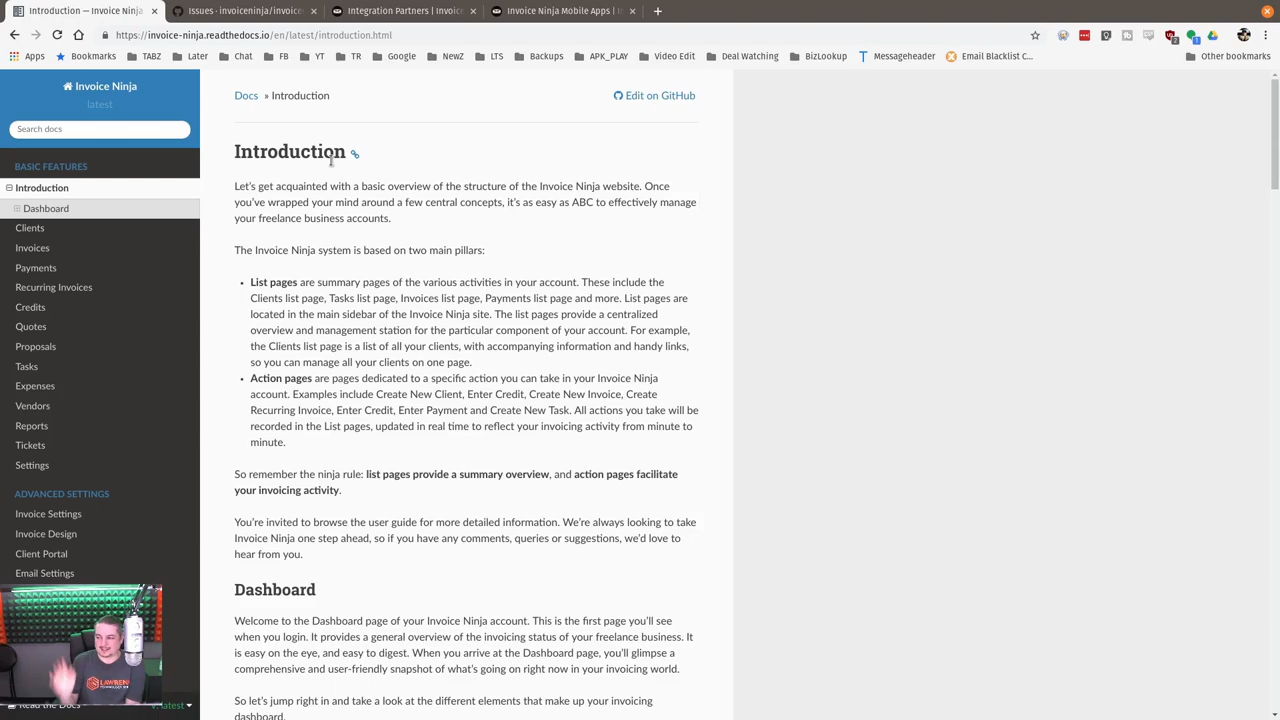 Introduction — Invoice Ninja
Issues · invoiceninja/invoice
Integration Partners | Invoice
Invoice Ninja Mobile Apps | In
https://invoice-ninja.readthedocs.io/en/latest/introduction.html
Apps
Bookmarks
TABZ
Later
Chat
FB
YT
TR
Google
NewZ
LTS
Backups
APK_PLAY
Video Edit
Deal Watching
BizLookup
Messageheader
Email Blacklist C...
Other bookmarks
Invoice Ninja
latest
Search docs
BASIC FEATURES
Introduction
Dashboard
Clients
Invoices
Payments
Recurring Invoices
Credits
Quotes
Proposals
Tasks
Expenses
Vendors
Reports
Tickets
Settings
ADVANCED SETTINGS
Invoice Settings
Invoice Design
Client Portal
Email Settings
Docs » Introduction
Edit on GitHub
Introduction
Let's get acquainted with a basic overview of the structure of the Invoice Ninja website. Once
you've wrapped your mind around a few central concepts, it's as easy as ABC to effectively manage
your freelance business accounts.
The Invoice Ninja system is based on two main pillars:
• List pages are summary pages of the various activities in your account. These include the
Clients list page, Tasks list page, Invoices list page, Payments list page and more. List pages are
located in the main sidebar of the Invoice Ninja site. The list pages provide a centralized
overview and management station for the particular component of your account. For example,
the Clients list page is a list of all your clients, with accompanying information and handy links,
so you can manage all your clients on one page.
• Action pages are pages dedicated to a specific action you can take in your Invoice Ninja
account. Examples include Create New Client, Enter Credit, Create New Invoice, Create
Recurring Invoice, Enter Credit, Enter Payment and Create New Task. All actions you take will be
recorded in the List pages, updated in real time to reflect your invoicing activity from minute to
minute.
So remember the ninja rule: list pages provide a summary overview, and action pages facilitate
your invoicing activity.
You're invited to browse the user guide for more detailed information. We're always looking to take
Invoice Ninja one step ahead, so if you have any comments, queries or suggestions, we'd love to
hear from you.
Dashboard
Welcome to the Dashboard page of your Invoice Ninja account. This is the first page you'll see
when you login. It provides a general overview of the invoicing status of your freelance business. It
is easy on the eye, and easy to digest. When you arrive at the Dashboard page, you'll glimpse a
comprehensive and user-friendly snapshot of what's going on right now in your invoicing world.
So let's jump right in and take a look at the different elements that make up your invoicing
dashboard.
LAWREN
Read the Docs
v: latest